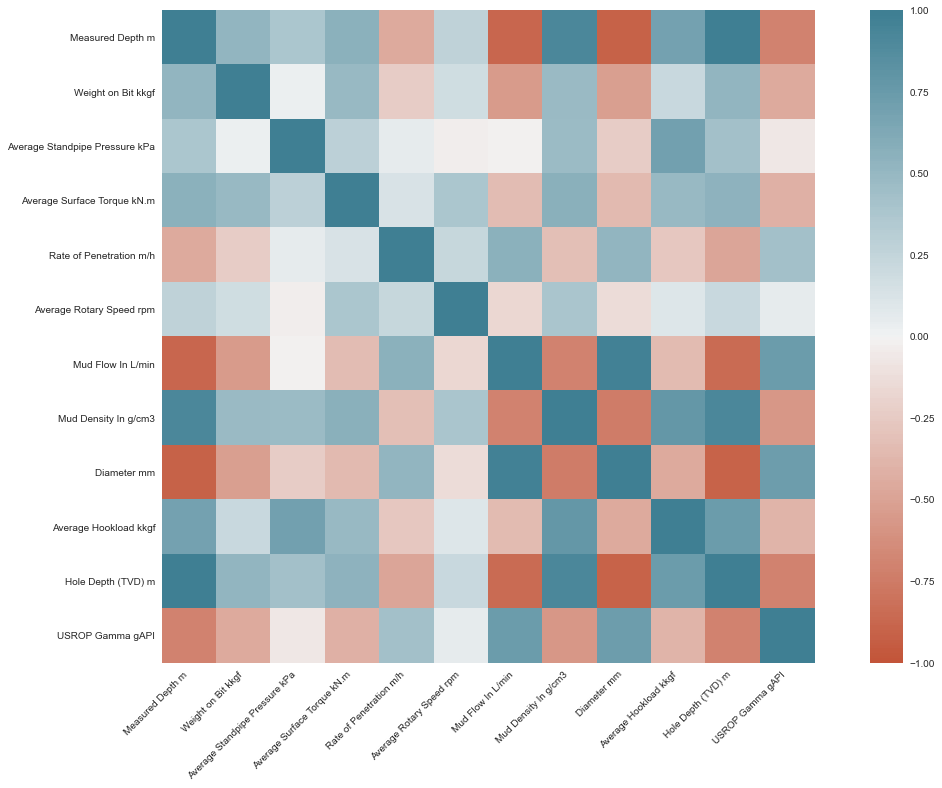 Measured Depth m
Weight on Bit kkgf
Average Standpipe Pressure kPa
Average Surface Torque kN.m
Rate of Penetration m/h
Average Rotary Speed rpm
Mud Flow In L/min
Mud Density In g/cm3
Diameter mm
Average Hookload kkgf
Hole Depth (TVD) m
USROP Gamma gAPI
Measured Depth m
Weight on Bit kkgf
Average Standpipe Pressure kPa
Average Surface Torque kN.m
Rate of Penetration m/h
Average Rotary Speed rpm
Mud Flow In L/min
Mud Density In g/cm3
Diameter mm
Average Hookload kkgf
Hole Depth (TVD) m
USROP Gamma gAPI
1.00
0.75
0.50
0.25
0.00
−0.25
−0.50
−0.75
−1.00